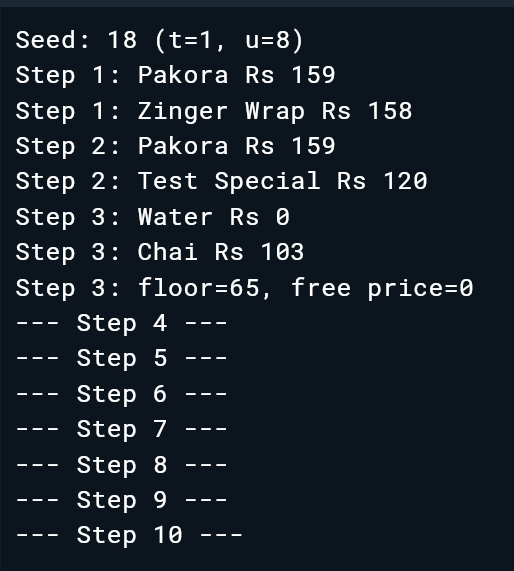 Seed: 18 (t=1, u=8)
Step 1: Pakora Rs 159
Step 1: Zinger Wrap Rs 158
Step 2: Pakora Rs 159
Step 2: Test Special Rs 120
Step 3: Water Rs 0
Step 3: Chai Rs 103
Step 3: floor=65, free price=0
--- Step 4 ---
--- Step 5 ---
--- Step 6 ---
--- Step 7 ---
--- Step 8 ---
--- Step 9 ---
--- Step 10 ---